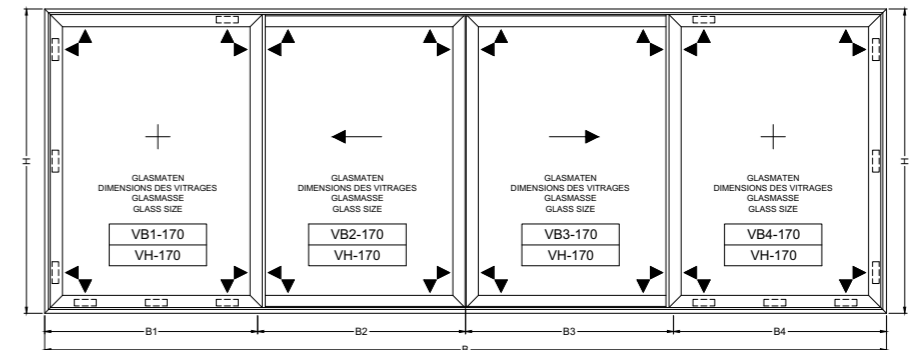 H
GLASMATEN
DIMENSIONS DES VITRAGES
GLASMASSE
GLASS SIZE
VB1-170
VH-170
GLASMATEN
DIMENSIONS DES VITRAGES
GLASMASSE
GLASS SIZE
VB2-170
VH-170
GLASMATEN
DIMENSIONS DES VITRAGES
GLASMASSE
GLASS SIZE
VB3-170
VH-170
GLASMATEN
DIMENSIONS DES VITRAGES
GLASMASSE
GLASS SIZE
VB4-170
VH-170
H
B1
B2
B3
B4
B